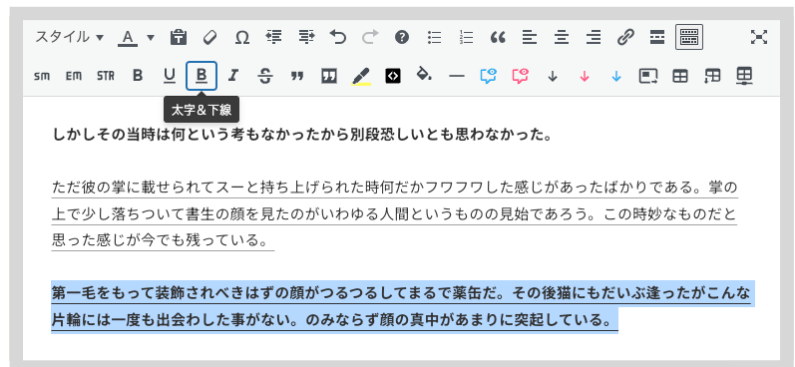 スタイル ▾ A ▾ Ω ? “
sm Em STR B U B I S ”
太字＆下線
しかしその当時は何という考もなかったから別段恐しいとも思わなかった。
ただ彼の掌に載せられてスーと持ち上げられた時何だかフワフワした感じがあったばかりである。掌の
上で少し落ちついて書生の顔を見たのがいわゆる人間というものの見始であろう。この時妙なものだと
思った感じが今でも残っている。
第一毛をもって装飾されべきはずの顔がつるつるしてまるで薬缶だ。その後猫にもだいぶ逢ったがこんな
片輪には一度も出会わした事がない。のみならず顔の真中があまりに突起している。